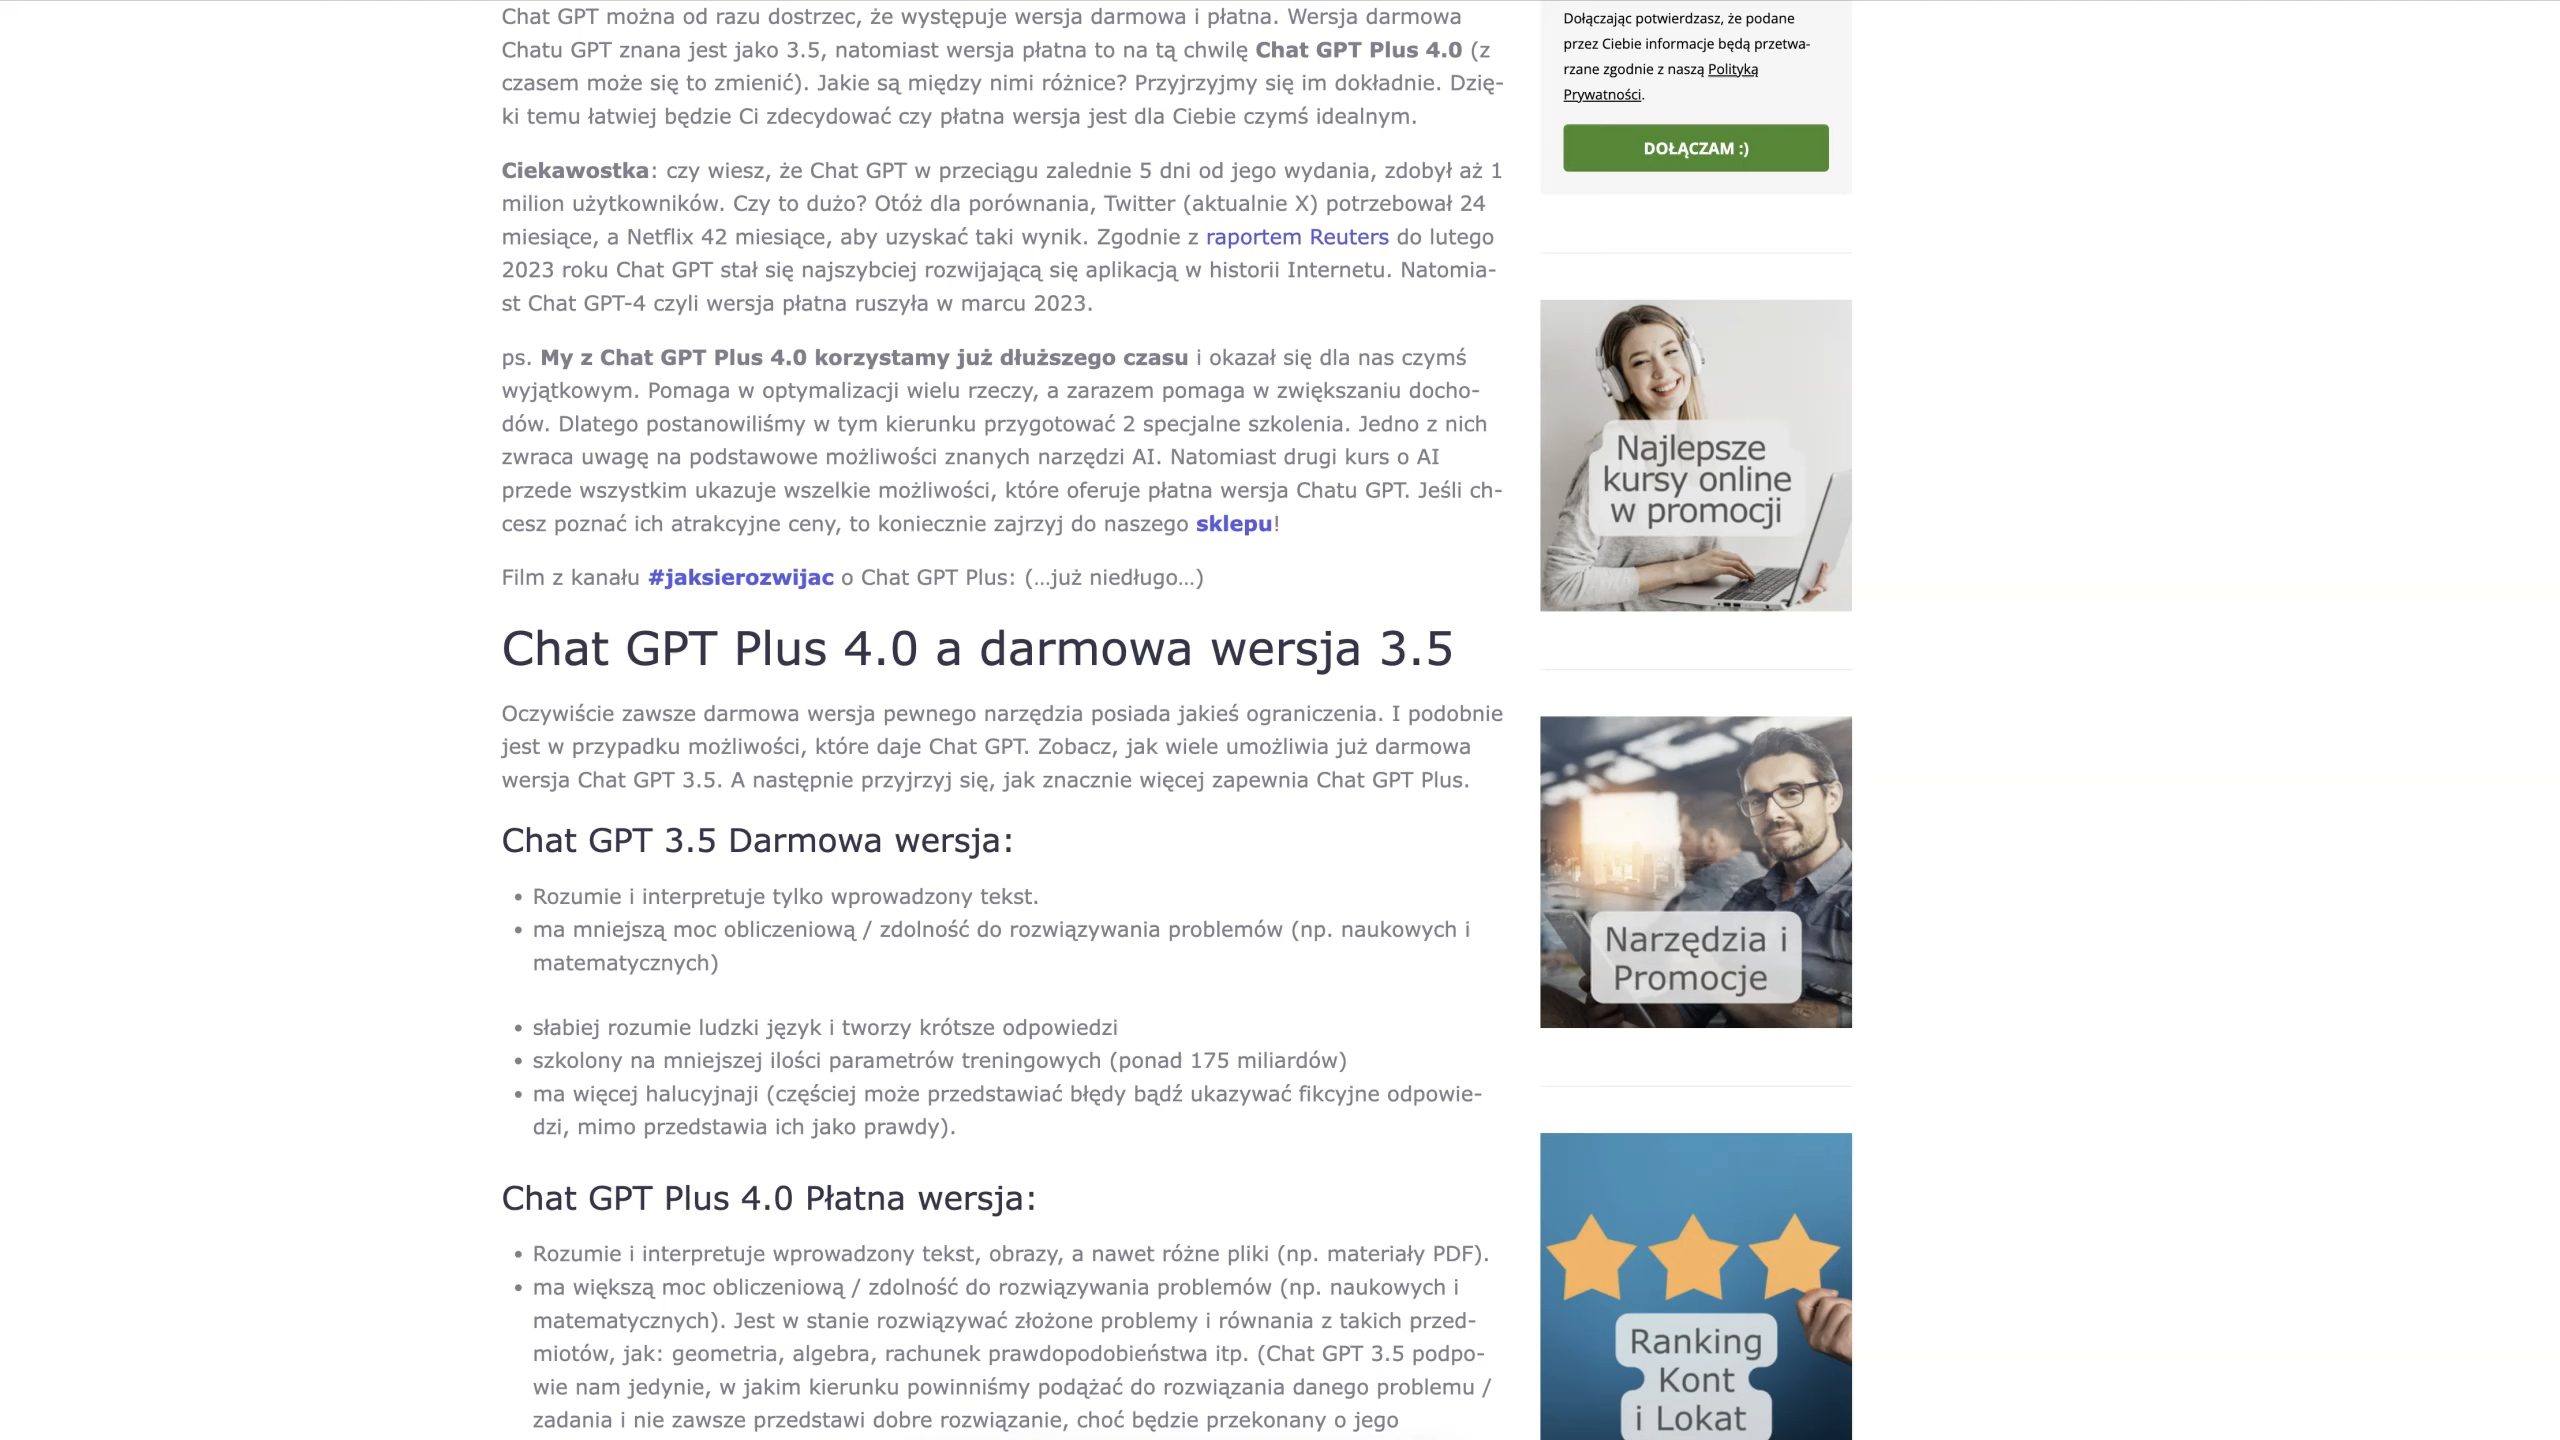 Chat GPT można od razu dostrzec, że występuje wersja darmowa i płatna. Wersja darmowa
Chatu GPT znana jest jako 3.5, natomiast wersja płatna to na tą chwilę Chat GPT Plus 4.0 (z
czasem może się to zmienić). Jakie są między nimi różnice? Przyjrzyjmy się im dokładnie. Dzię-
ki temu łatwiej będzie Ci zdecydować czy płatna wersja jest dla Ciebie czymś idealnym.
Ciekawostka: czy wiesz, że Chat GPT w przeciągu zalednie 5 dni od jego wydania, zdobył aż 1
milion użytkowników. Czy to dużo? Otóż dla porównania, Twitter (aktualnie X) potrzebował 24
miesiące, a Netflix 42 miesiące, aby uzyskać taki wynik. Zgodnie z raportem Reuters do lutego
2023 roku Chat GPT stał się najszybciej rozwijającą się aplikacją w historii Internetu. Natomia-
st Chat GPT-4 czyli wersja płatna ruszyła w marcu 2023.
ps. My z Chat GPT Plus 4.0 korzystamy już dłuższego czasu i okazał się dla nas czymś
wyjątkowym. Pomaga w optymalizacji wielu rzeczy, a zarazem pomaga w zwiększaniu docho-
dów. Dlatego postanowiliśmy w tym kierunku przygotować 2 specjalne szkolenia. Jedno z nich
zwraca uwagę na podstawowe możliwości znanych narzędzi AI. Natomiast drugi kurs o AI
przede wszystkim ukazuje wszelkie możliwości, które oferuje płatna wersja Chatu GPT. Jeśli ch-
cesz poznać ich atrakcyjne ceny, to koniecznie zajrzyj do naszego sklepu!
Film z kanału #jaksierozwijac o Chat GPT Plus: (…już niedługo…)
Chat GPT Plus 4.0 a darmowa wersja 3.5
Oczywiście zawsze darmowa wersja pewnego narzędzia posiada jakieś ograniczenia. I podobnie
jest w przypadku możliwości, które daje Chat GPT. Zobacz, jak wiele umożliwia już darmowa
wersja Chat GPT 3.5. A następnie przyjrzyj się, jak znacznie więcej zapewnia Chat GPT Plus.
Chat GPT 3.5 Darmowa wersja:
• Rozumie i interpretuje tylko wprowadzony tekst.
• ma mniejszą moc obliczeniową / zdolność do rozwiązywania problemów (np. naukowych i
matematycznych)
• słabiej rozumie ludzki język i tworzy krótsze odpowiedzi
• szkolony na mniejszej ilości parametrów treningowych (ponad 175 miliardów)
• ma więcej halucyjnaji (częściej może przedstawiać błędy bądź ukazywać fikcyjne odpowie-
dzi, mimo przedstawia ich jako prawdy).
Chat GPT Plus 4.0 Płatna wersja:
• Rozumie i interpretuje wprowadzony tekst, obrazy, a nawet różne pliki (np. materiały PDF).
• ma większą moc obliczeniową / zdolność do rozwiązywania problemów (np. naukowych i
matematycznych). Jest w stanie rozwiązywać złożone problemy i równania z takich przed-
miotów, jak: geometria, algebra, rachunek prawdopodobieństwa itp. (Chat GPT 3.5 podpo-
wie nam jedynie, w jakim kierunku powinniśmy podążać do rozwiązania danego problemu /
zadania i nie zawsze przedstawi dobre rozwiązanie, choć będzie przekonany o jego
Dołączając potwierdzasz, że podane
przez Ciebie informacje będą przetwa-
rzane zgodnie z naszą Polityką
Prywatności.
DOŁĄCZAM :)
Najlepsze
kursy online
w promocji
Narzędzia i
Promocje
Ranking
Kont
i Lokat